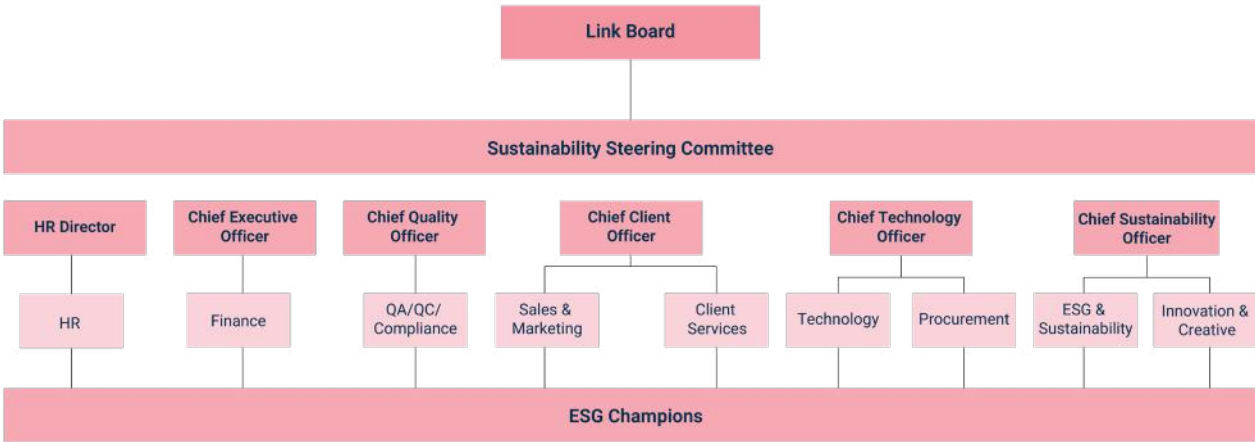 Link Board
Sustainability Steering Committee
HR Director
Chief Executive
Officer
Chief Quality
Officer
Chief Client
Officer
Chief Technology
Officer
Chief Sustainability
Officer
HR
Finance
QA/QC/
Compliance
Sales &
Marketing
Client
Services
Technology
Procurement
ESG &
Sustainability
Innovation &
Creative
ESG Champions